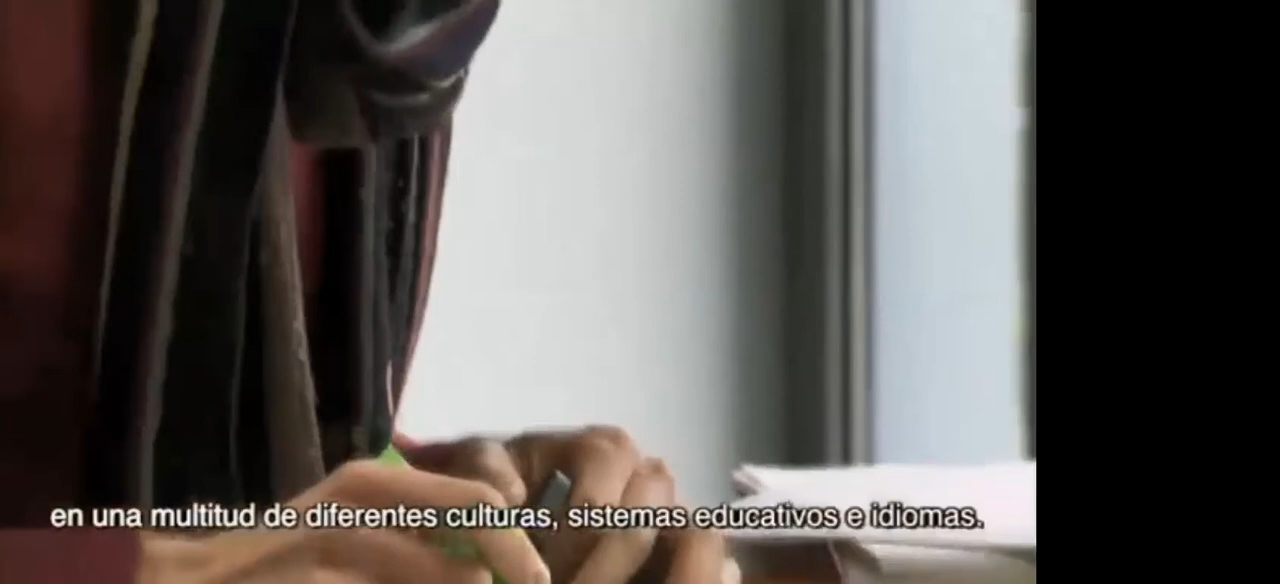 en una multitud de diferentes culturas, sistemas educativos e idiomas.